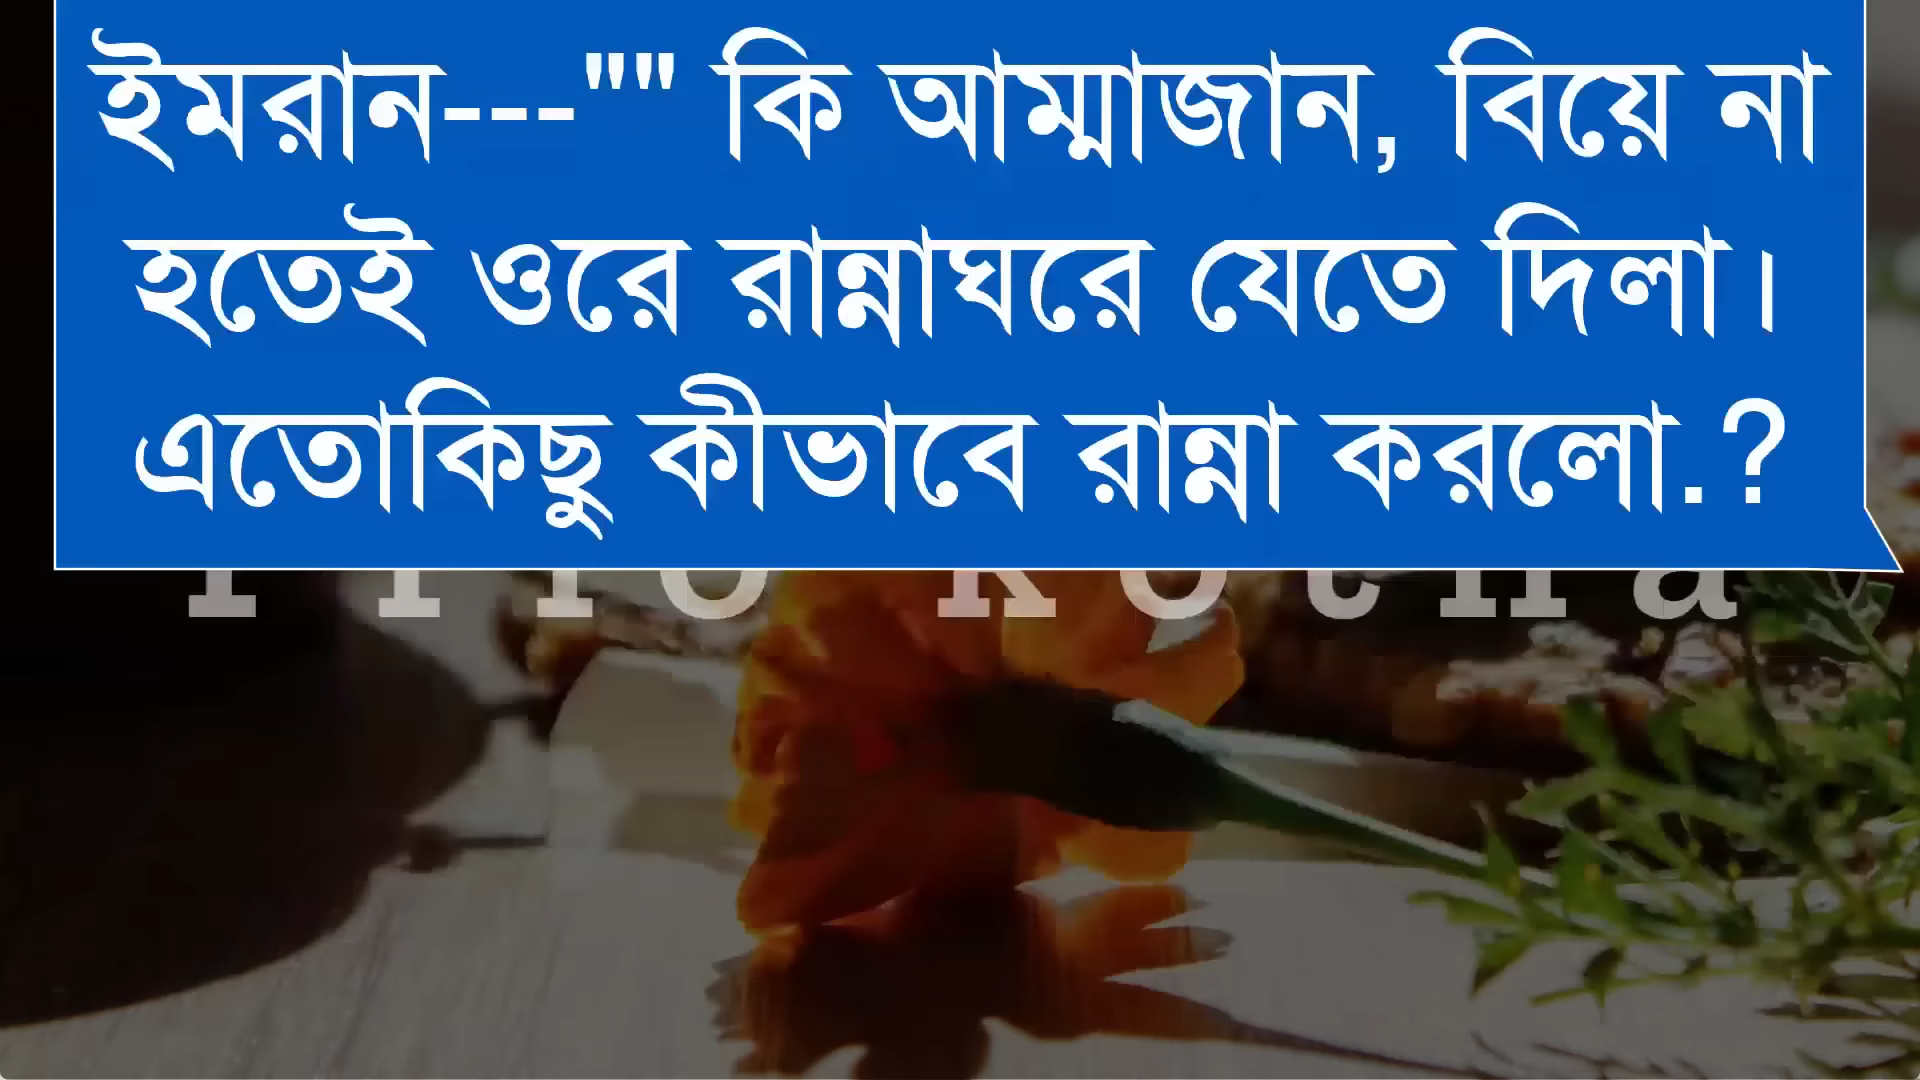 ইমরান---"" কি আম্মাজান, বিয়ে না
হতেই ওরে রান্নাঘরে যেতে দিলা।
এতোকিছু কীভাবে রান্না করলো.?